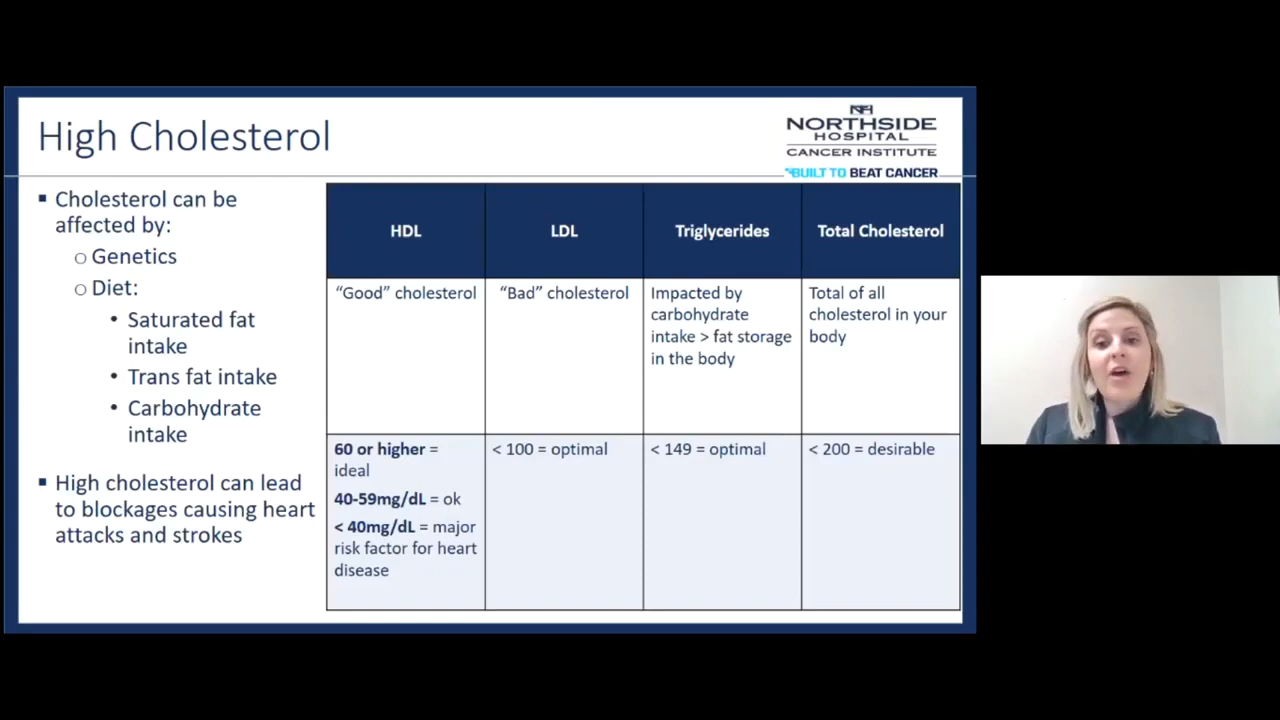 High Cholesterol
NH
NORTHSIDE
HOSPITAL
CANCER INSTITUTE
BUILT TO BEAT CANCER
▪ Cholesterol can be
affected by:
o Genetics
o Diet:
• Saturated fat
intake
• Trans fat intake
• Carbohydrate
intake
▪ High cholesterol can lead
to blockages causing heart
attacks and strokes
HDL
LDL
Triglycerides
Total Cholesterol
“Good” cholesterol
“Bad” cholesterol
Impacted by
carbohydrate
intake > fat storage
in the body
Total of all
cholesterol in your
body
60 or higher =
ideal
40-59mg/dL = ok
< 40mg/dL = major
risk factor for heart
disease
< 100 = optimal
< 149 = optimal
< 200 = desirable